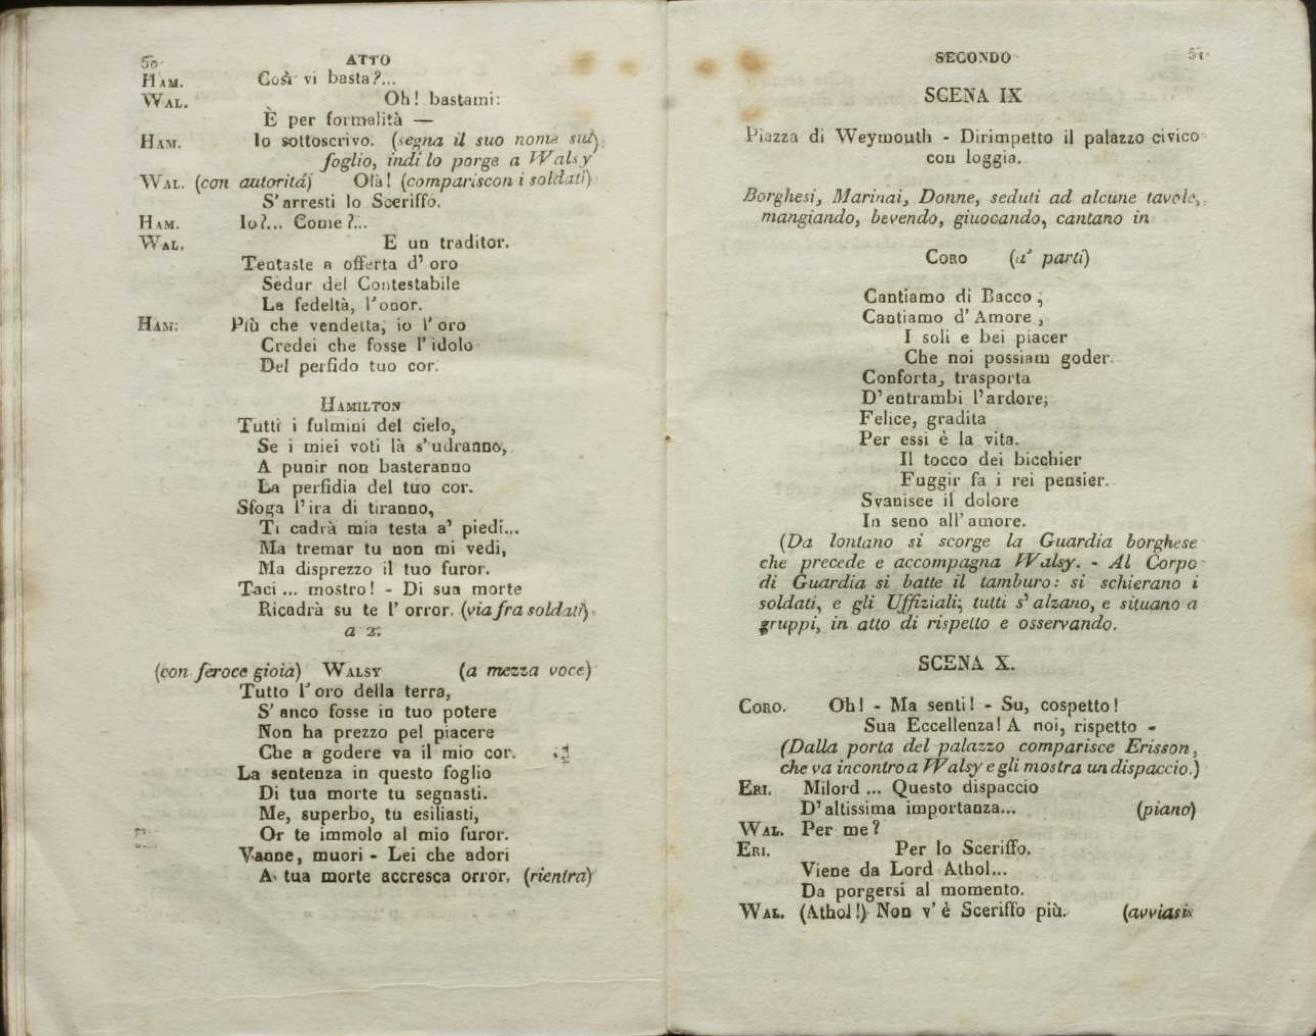 50 ATTO
HAM. Così vi basta?...
WAL. Oh! bastami:
È per formalità —
HAM. Io sottoscrivo. (segna il suo nome sul
foglio, indi lo porge a Walsy)
WAL. (con autorità) Olà! (compariscon i soldati)
S'arresti lo Sceriffo.
HAM. Io?... Come?...
WAL. E un traditor.
Tentaste a offerta d' oro
Sedur del Contestabile
La fedeltà, l'onor.
HAM. Più che vendetta, io l' oro
Credei che fosse l' idolo
Del perfido tuo cor.
HAMILTON
Tutti i fulmini del cielo,
Se i miei voti là s' udranno,
A punir non basteranno
La perfidia del tuo cor.
Sfoga l'ira di tiranno,
Ti cadrà mia testa a' piedi...
Ma tremar tu non mi vedi,
Ma disprezzo il tuo furor.
Taci ... mostro! - Di sua morte
Ricadrà su te l' orror. (via fra soldati)
a 2.
(con feroce gioia) WALSY (a mezza voce)
Tutto l'oro della terra,
S' anco fosse in tuo potere
Non ha prezzo pel piacere
Che a godere va il mio cor.
La sentenza in questo foglio
Di tua morte tu segnasti.
Me, superbo, tu esiliasti,
Or te immolo al mio furor.
Vanne, muori - Lei che adori
A tua morte accresca orror. (rientra)
SECONDO 51
SCENA IX
Piazza di Weymouth - Dirimpetto il palazzo civico
con loggia.
Borghesi, Marinai, Donne, seduti ad alcune tavole,
mangiando, bevendo, giuocando, cantano in
CORO (a' parti)
Cantiamo di Bacco,
Cantiamo d' Amore,
I soli e bei piacer
Che noi possiam goder.
Conforta, trasporta
D'entrambi l'ardore;
Felice, gradita
Per essi è la vita.
Il tocco dei bicchier
Fuggir fa i rei pensier.
Svanisce il dolore
In seno all' amore.
(Da lontano si scorge la Guardia borghese
che precede e accompagna Walsy. - Al Corpo
di Guardia si batte il tamburo: si schierano i
soldati, e gli Uffiziali; tutti s' alzano, e situano a
gruppi, in atto di rispetto e osservando.
SCENA X.
CORO. Oh! - Ma senti! - Su, cospetto!
Sua Eccellenza! A noi, rispetto -
(Dalla porta del palazzo comparisce Erisson,
che va incontro a Walsy e gli mostra un dispaccio.)
ERI. Milord ... Questo dispaccio
D'altissima importanza... (piano)
WAL. Per me?
ERI. Per lo Sceriffo.
Viene da Lord Athol...
Da porgersi al momento.
WAL. (Athol!) Non v' è Sceriffo più. (avviasi